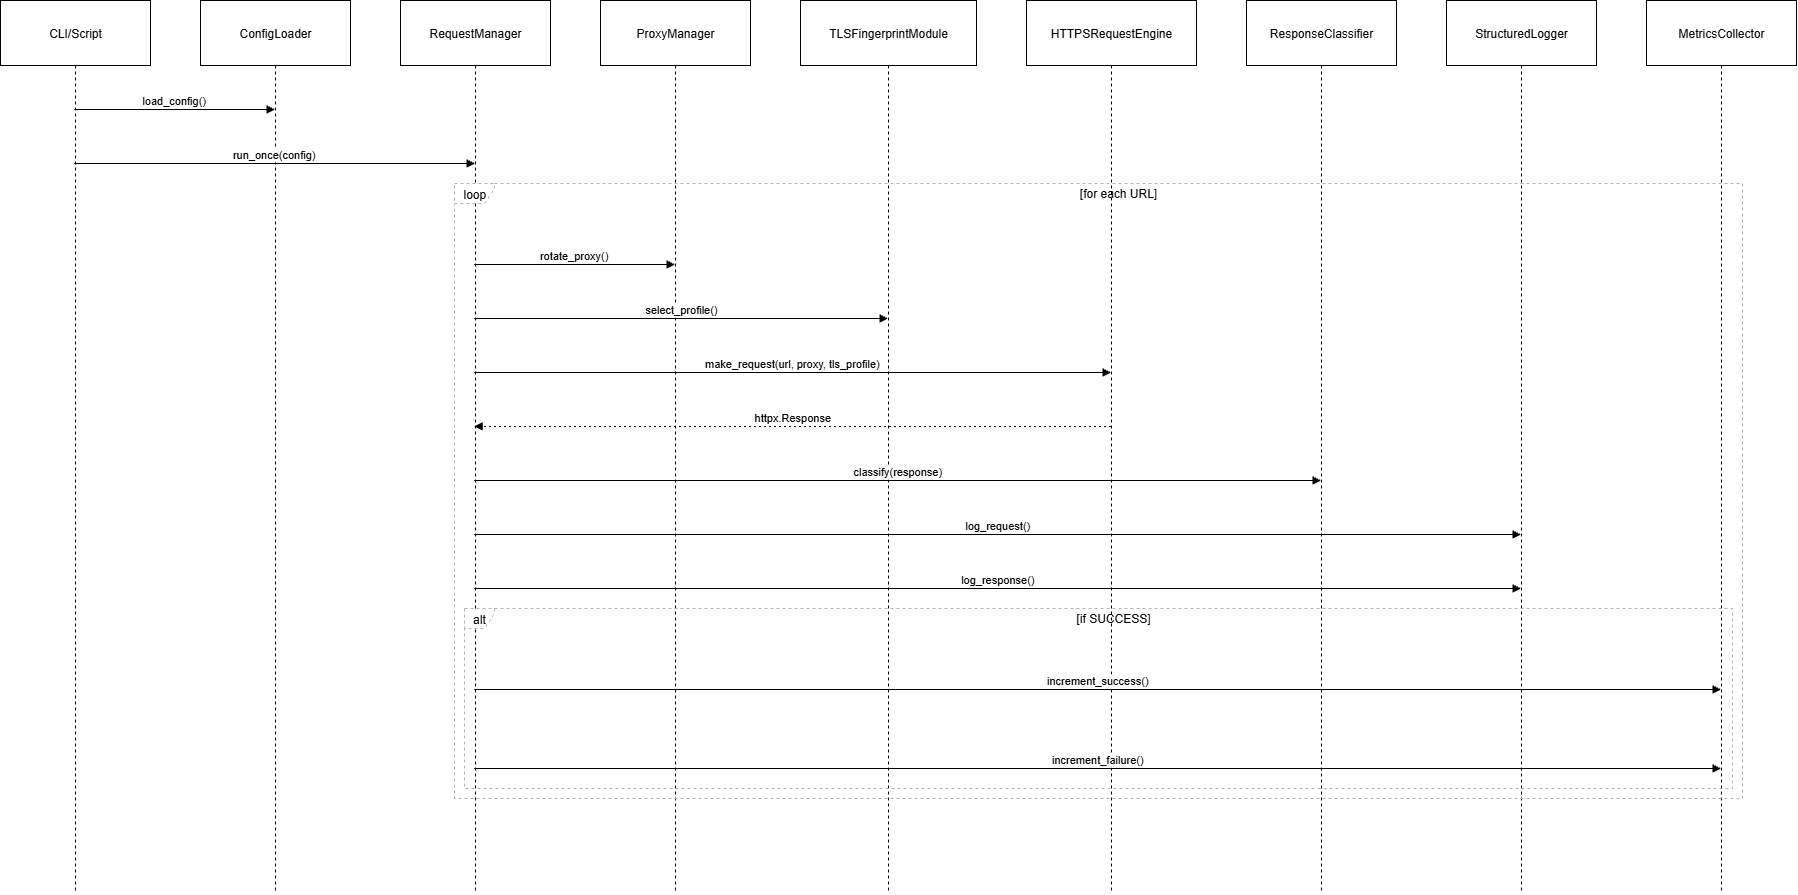 CLI/Script
ConfigLoader
RequestManager
ProxyManager
TLSFingerprintModule
HTTPSRequestEngine
ResponseClassifier
StructuredLogger
MetricsCollector
load_config()
run_once(config)
loop
[for each URL]
rotate_proxy()
select_profile()
make_request(url, proxy, tls_profile)
httpx.Response
classify(response)
log_request()
log_response()
alt
[if SUCCESS]
increment_success()
increment_failure()